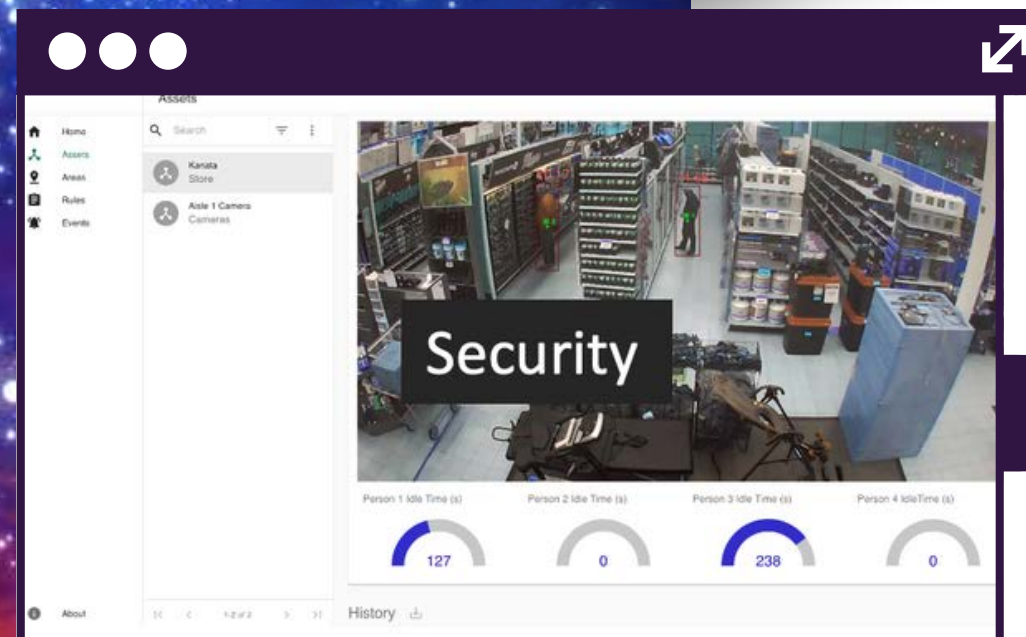 Assets
Home
Assets
Areas
Rules
Events
Search
Kanata
Store
Aisle 1 Camera
Cameras
Security
Person 1 Idle Time (s)
Person 2 Idle Time (s)
Person 3 Idle Time (s)
Person 4 IdleTime (s)
127
0
238
0
About
1-2 of 2
History